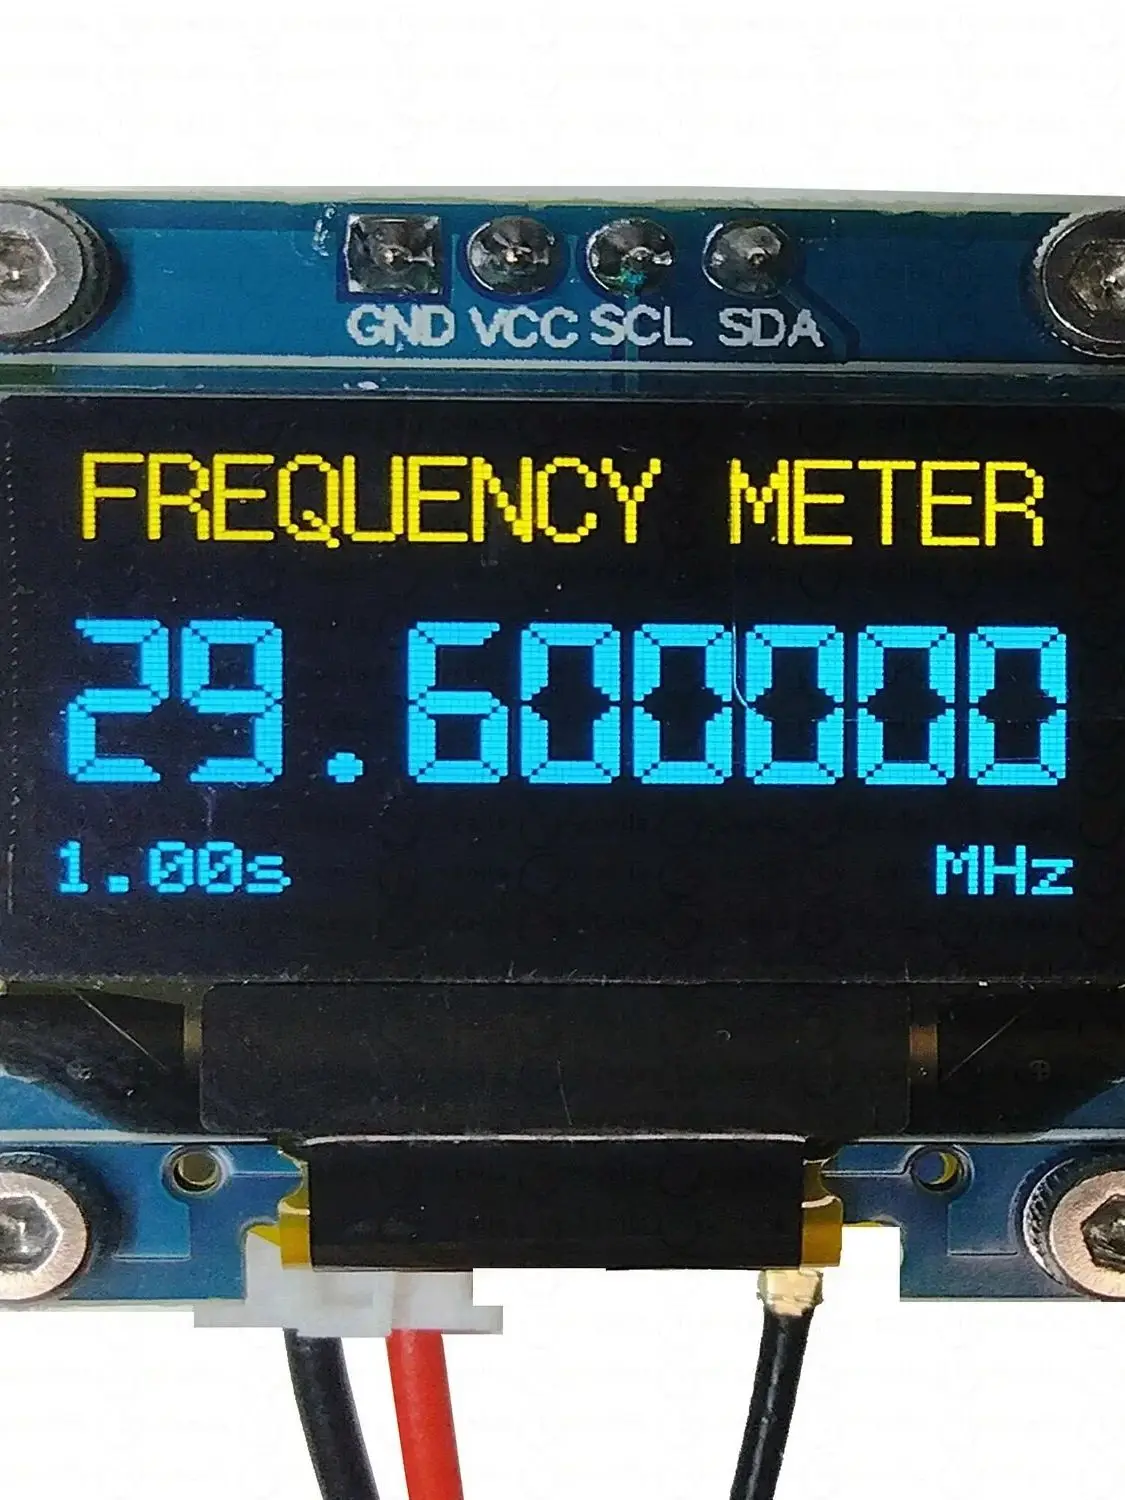 GND VCC SCL SDA
FREQUENCY METER
29.600000
1.00s MHz